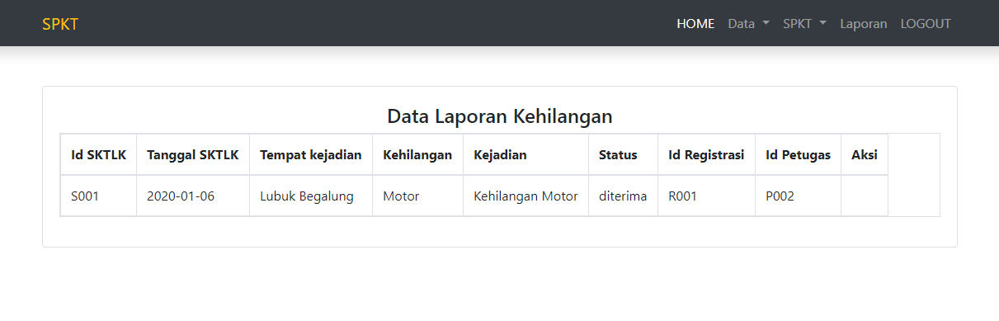 SPKT HOME Data SPKT Laporan LOGOUT
Data Laporan Kehilangan
Id SKTLK Tanggal SKTLK Tempat kejadian Kehilangan Kejadian Status Id Registrasi Id Petugas Aksi
S001 2020-01-06 Lubuk Begalung Motor Kehilangan Motor diterima R001 P002